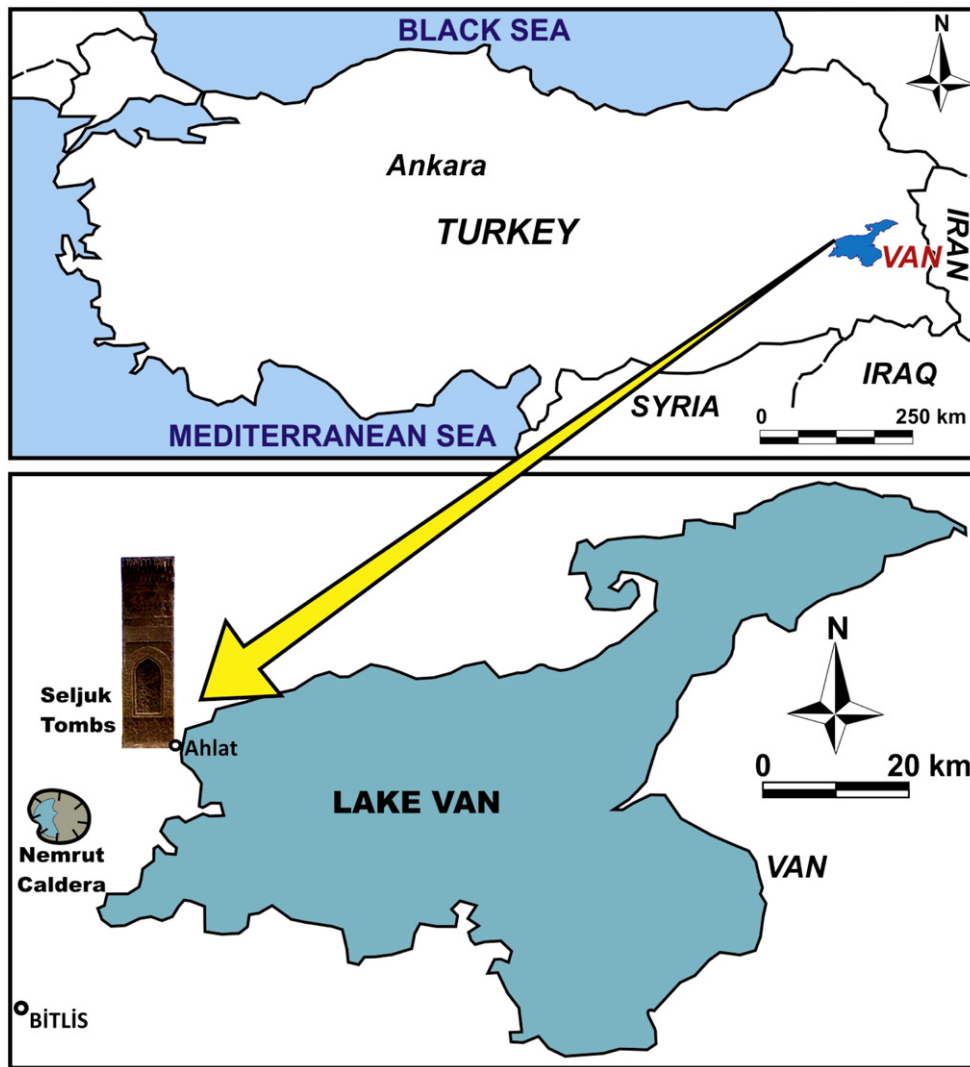 BLACK SEA
N
Ankara
TURKEY
IRAN
VAN
IRAQ
SYRIA
0 250 km
MEDITERRANEAN SEA
N
Seljuk
Tombs
Ahlat
0 20 km
LAKE VAN
Nemrut
Caldera
VAN
BİTLİS